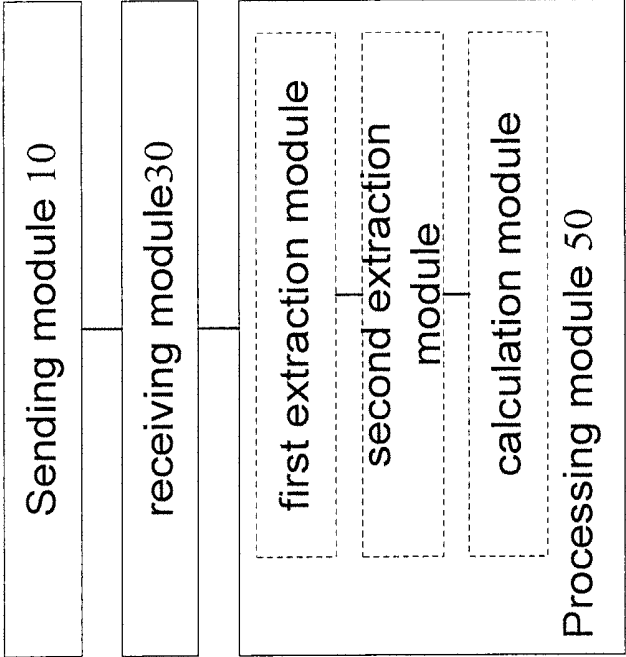 Sending module 10
receiving module30
first extraction module
second extraction
module
calculation module
Processing module 50